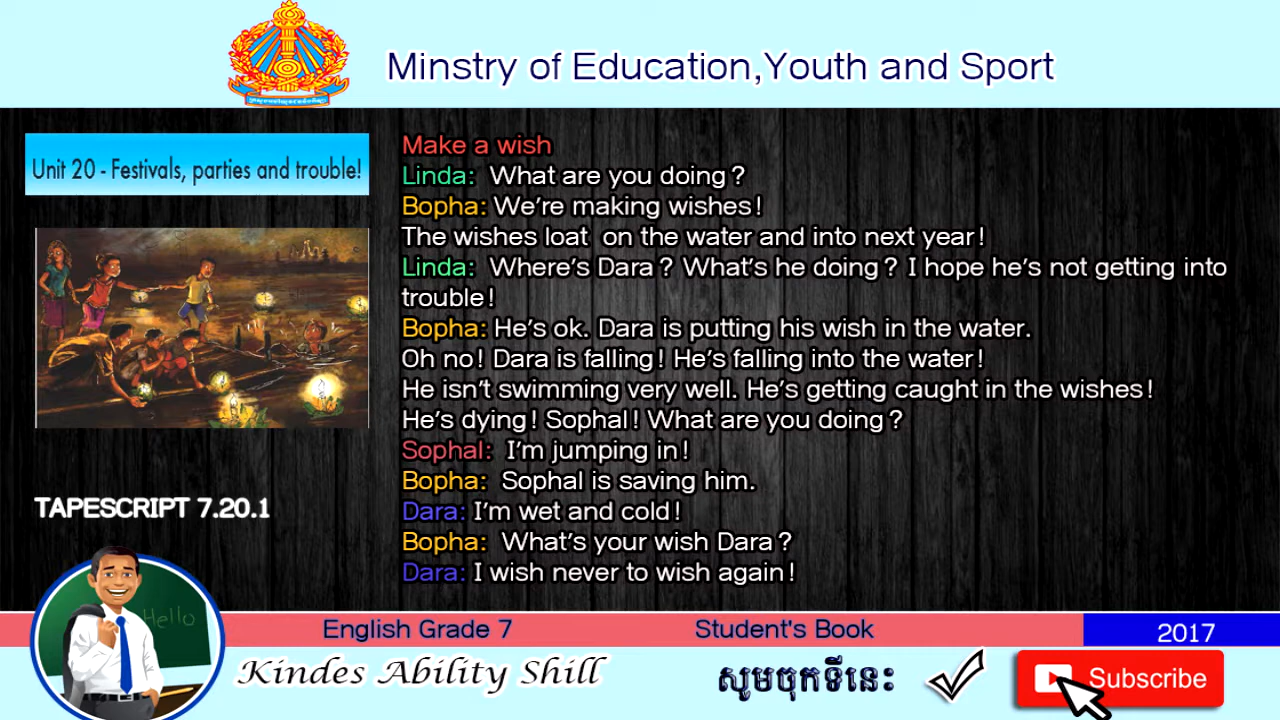 Minstry of Education,Youth and Sport
Unit 20 - Festivals, parties and trouble!
Make a wish
Linda: What are you doing?
Bopha: We're making wishes!
The wishes loat on the water and into next year!
Linda: Where's Dara? What's he doing? I hope he's not getting into
trouble!
Bopha: He's ok. Dara is putting his wish in the water.
Oh no! Dara is falling! He's falling into the water!
He isn't swimming very well. He's getting caught in the wishes!
He's dying! Sophal! What are you doing?
Sophal: I'm jumping in!
Bopha: Sophal is saving him.
Dara: I'm wet and cold!
Bopha: What's your wish Dara?
Dara: I wish never to wish again!
TAPESCRIPT 7.20.1
Hello
English Grade 7
Student's Book
2017
Kindes Ability Shill
សូមចុកទីនេះ
Subscribe